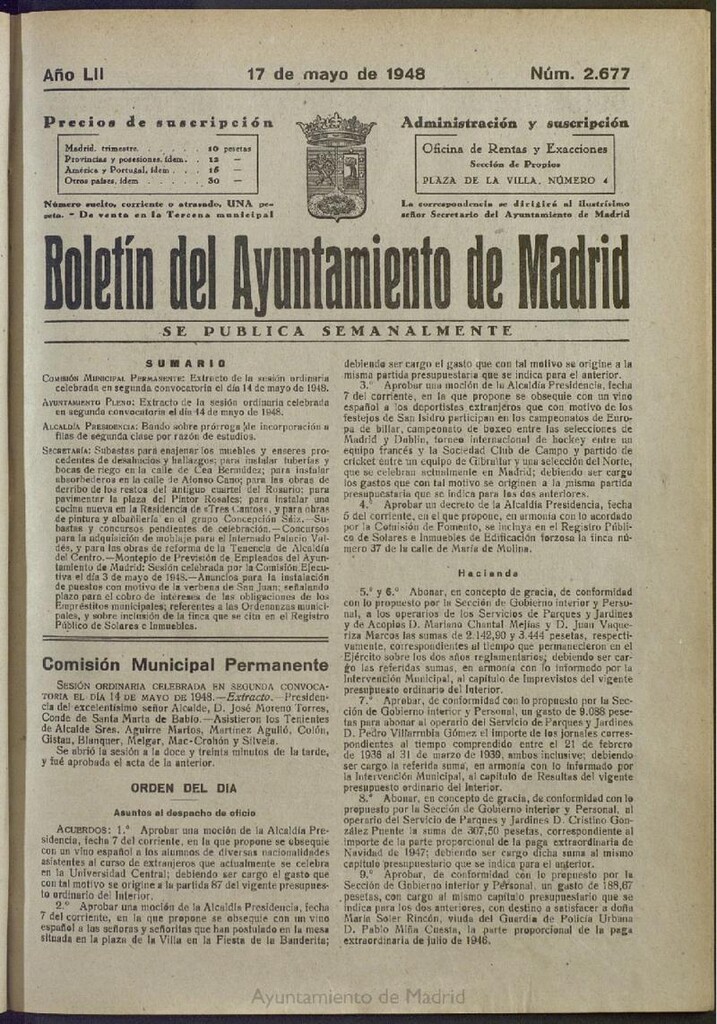 Año LII
17 de mayo de 1948
Núm. 2.677
Precios de suscripción
Madrid, trimestre. . . . . . 10 pesetas
Provincias y posesiones, ídem. . 12 —
América y Portugal, ídem . . . 16 —
Otros países, ídem . . . . . 30 —
Número suelto, corriente o atrasado, UNA pe-
seta. - De venta en la Tercena municipal
Administración y suscripción
Oficina de Rentas y Exacciones
Sección de Propios
PLAZA DE LA VILLA, NÚMERO 4
La correspondencia se dirigirá al ilustrísimo
señor Secretario del Ayuntamiento de Madrid
Boletín del Ayuntamiento de Madrid
SE PUBLICA SEMANALMENTE
SUMARIO
COMISIÓN MUNICIPAL PERMANENTE: Extracto de la sesión ordinaria
celebrada en segunda convocatoria el día 14 de mayo de 1948.
AYUNTAMIENTO PLENO: Extracto de la sesión ordinaria celebrada
en segunda convocatoria el día 14 de mayo de 1948.
ALCALDÍA PRESIDENCIA: Bando sobre prórroga de incorporación a
filas de segunda clase por razón de estudios.
SECRETARÍA: Subastas para enajenar los muebles y enseres pro-
cedentes de desahucios y hallazgos; para instalar tuberías y
bocas de riego en la calle de Cea Bermúdez; para instalar
absorbederos en la calle de Alonso Cano; para las obras de
derribo de los restos del antiguo cuartel del Rosario; para
pavimentar la plaza del Pintor Rosales; para instalar una
cocina nueva en la Residencia de «Tres Cantos», y para obras
de pintura y albañilería en el grupo Concepción Sáiz.—Su-
bastas y concursos pendientes de celebración.—Concursos
para la adquisición de moblaje para el Internado Palacio Val-
dés, y para las obras de reforma de la Tenencia de Alcaldía
del Centro.—Montepío de Previsión de Empleados del Ayun-
tamiento de Madrid: Sesión celebrada por la Comisión Ejecu-
tiva el día 3 de mayo de 1948.—Anuncios para la instalación
de puestos con motivo de la verbena de San Juan; señalando
plazo para el cobro de intereses de las obligaciones de los
Empréstitos municipales; referentes a las Ordenanzas munici-
pales, y sobre inclusión de la finca que se cita en el Registro
Público de Solares e Inmuebles.
Comisión Municipal Permanente
SESIÓN ORDINARIA CELEBRADA EN SEGUNDA CONVOCA-
TORIA EL DÍA 14 DE MAYO DE 1948.—Extracto.—Presiden-
cia del excelentísimo señor Alcalde, D. José Moreno Torres,
Conde de Santa Marta de Babío.—Asistieron los Tenientes
de Alcalde Sres. Aguirre Martos, Martínez Agulló, Colón,
Gistau, Blanquer, Melgar, Mac-Crohón y Silvela.
Se abrió la sesión a la doce y treinta minutos de la tarde,
y fué aprobada el acta de la anterior.
ORDEN DEL DIA
Asuntos al despacho de oficio
ACUERDOS: 1.º Aprobar una moción de la Alcaldía Pre-
sidencia, fecha 7 del corriente, en la que propone se obsequie
con un vino español a los alumnos de diversas nacionalidades
asistentes al curso de extranjeros que actualmente se celebra
en la Universidad Central; debiendo ser cargo el gasto que
con tal motivo se origine a la partida 87 del vigente presupues-
to ordinario del Interior.
2.º Aprobar una moción de la Alcaldía Presidencia, fecha
7 del corriente, en la que propone se obsequie con un vino
español a las señoras y señoritas que han postulado en la mesa
situada en la plaza de la Villa en la Fiesta de la Banderita;
debiendo ser cargo el gasto que con tal motivo se origine a la
misma partida presupuestaria que se indica para el anterior.
3.º Aprobar una moción de la Alcaldía Presidencia, fecha
7 del corriente, en la que propone se obsequie con un vino
español a los deportistas extranjeros que con motivo de los
festejos de San Isidro participan en los campeonatos de Euro-
pa de billar, campeonato de boxeo entre las selecciones de
Madrid y Dublín, torneo internacional de hockey entre un
equipo francés y la Sociedad Club de Campo y partido de
cricket entre un equipo de Gibraltar y una selección del Norte,
que se celebran actualmente en Madrid; debiendo ser cargo
los gastos que con tal motivo se originen a la misma partida
presupuestaria que se indica para los dos anteriores.
4.º Aprobar un decreto de la Alcaldía Presidencia, fecha
5 del corriente, en el que propone, en armonía con lo acordado
por la Comisión de Fomento, se incluya en el Registro Públi-
co de Solares e Inmuebles de Edificación forzosa la finca nú-
mero 37 de la calle de María de Molina.
Hacienda
5.º y 6.º Abonar, en concepto de gracia, de conformidad
con lo propuesto por la Sección de Gobierno interior y Perso-
nal, a los operarios de los Servicios de Parques y Jardines
y de Acopios D. Mariano Chantal Mejías y D. Juan Vaque-
riza Marcos las sumas de 2.142,90 y 3.444 pesetas, respecti-
vamente, correspondientes al tiempo que permanecieron en el
Ejército sobre los dos años reglamentarios; debiendo ser car-
go las referidas sumas, en armonía con lo informado por la
Intervención Municipal, al capítulo de Imprevistos del vigente
presupuesto ordinario del Interior.
7.º Aprobar, de conformidad con lo propuesto por la Sec-
ción de Gobierno interior y Personal, un gasto de 9.088 pese-
tas para abonar al operario del Servicio de Parques y Jardines
D. Pedro Villarrubia Gómez el importe de los jornales corres-
pondientes al tiempo comprendido entre el 21 de febrero
de 1936 al 31 de marzo de 1939, ambos inclusive; debiendo
ser cargo la referida suma, en armonía con lo informado por
la Intervención Municipal, al capítulo de Resultas del vigente
presupuesto ordinario del Interior.
8.º Abonar, en concepto de gracia, de conformidad con lo
propuesto por la Sección de Gobierno interior y Personal, al
operario del Servicio de Parques y Jardines D. Cristino Gon-
zález Puente la suma de 307,50 pesetas, correspondiente al
importe de la parte proporcional de la paga extraordinaria de
Navidad de 1947; debiendo ser cargo dicha suma al mismo
capítulo presupuestario que se indica para el anterior.
9.º Aprobar, de conformidad con lo propuesto por la
Sección de Gobierno interior y Personal, un gasto de 188,67
pesetas, con cargo al mismo capítulo presupuestario que se
indica para los dos anteriores, con destino a satisfacer a doña
María Soler Rincón, viuda del Guardia de Policía Urbana
D. Pablo Miña Cuesta, la parte proporcional de la paga
extraordinaria de julio de 1946.
Ayuntamiento de Madrid